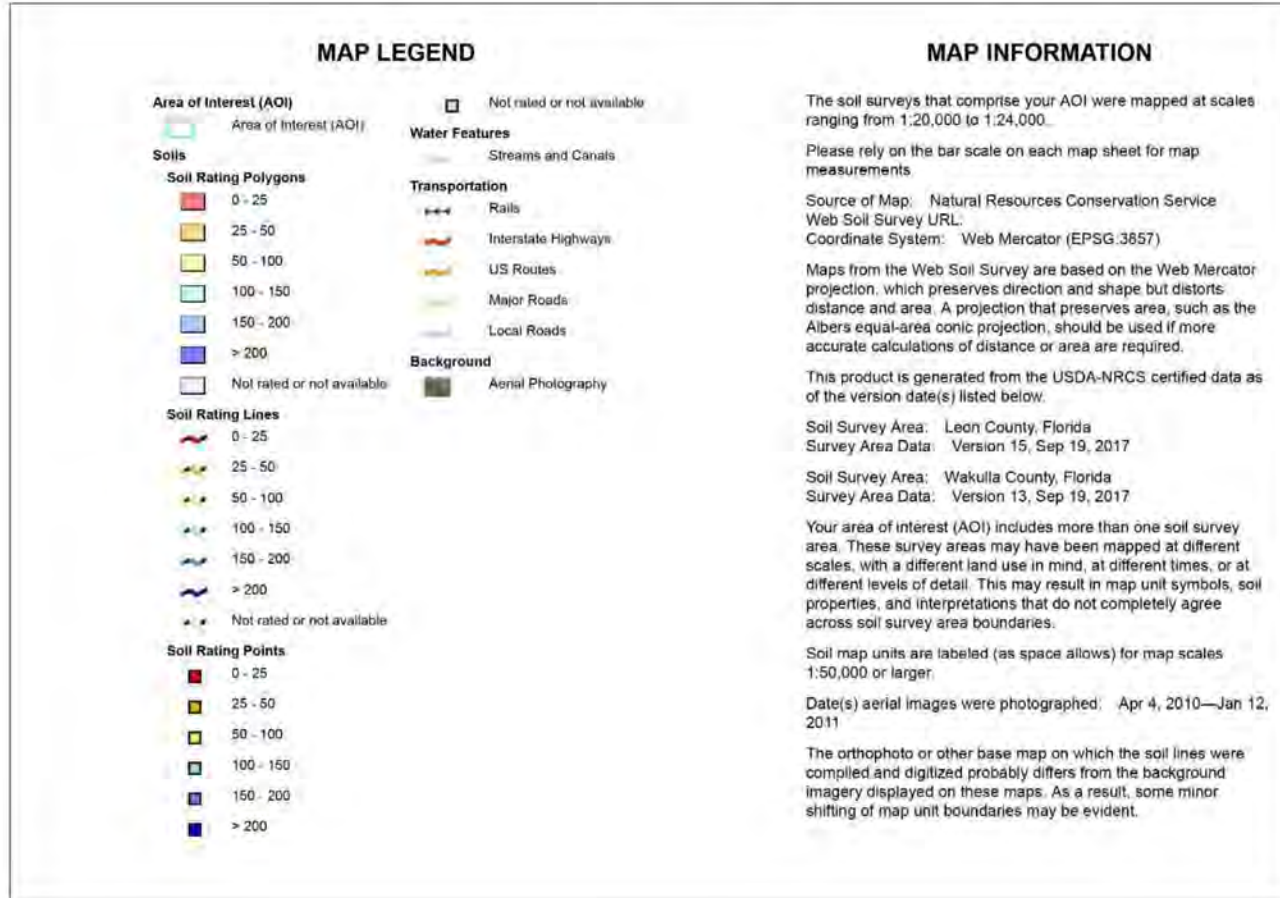 MAP LEGEND
Area of Interest (AOI)
Area of Interest (AOI)
Soils
Soil Rating Polygons
0 - 25
25 - 50
50 - 100
100 - 150
150 - 200
> 200
Not rated or not available
Soil Rating Lines
0 - 25
25 - 50
50 - 100
100 - 150
150 - 200
> 200
Not rated or not available
Soil Rating Points
0 - 25
25 - 50
50 - 100
100 - 150
150 - 200
> 200
Not rated or not available
Water Features
Streams and Canals
Transportation
Rails
Interstate Highways
US Routes
Major Roads
Local Roads
Background
Aerial Photography
MAP INFORMATION
The soil surveys that comprise your AOI were mapped at scales
ranging from 1:20,000 to 1:24,000.
Please rely on the bar scale on each map sheet for map
measurements.
Source of Map: Natural Resources Conservation Service
Web Soil Survey URL:
Coordinate System: Web Mercator (EPSG:3857)
Maps from the Web Soil Survey are based on the Web Mercator
projection, which preserves direction and shape but distorts
distance and area. A projection that preserves area, such as the
Albers equal-area conic projection, should be used if more
accurate calculations of distance or area are required.
This product is generated from the USDA-NRCS certified data as
of the version date(s) listed below.
Soil Survey Area: Leon County, Florida
Survey Area Data: Version 15, Sep 19, 2017
Soil Survey Area: Wakulla County, Florida
Survey Area Data: Version 13, Sep 19, 2017
Your area of interest (AOI) includes more than one soil survey
area. These survey areas may have been mapped at different
scales, with a different land use in mind, at different times, or at
different levels of detail. This may result in map unit symbols, soil
properties, and interpretations that do not completely agree
across soil survey area boundaries.
Soil map units are labeled (as space allows) for map scales
1:50,000 or larger.
Date(s) aerial images were photographed: Apr 4, 2010—Jan 12,
2011
The orthophoto or other base map on which the soil lines were
compiled and digitized probably differs from the background
imagery displayed on these maps. As a result, some minor
shifting of map unit boundaries may be evident.